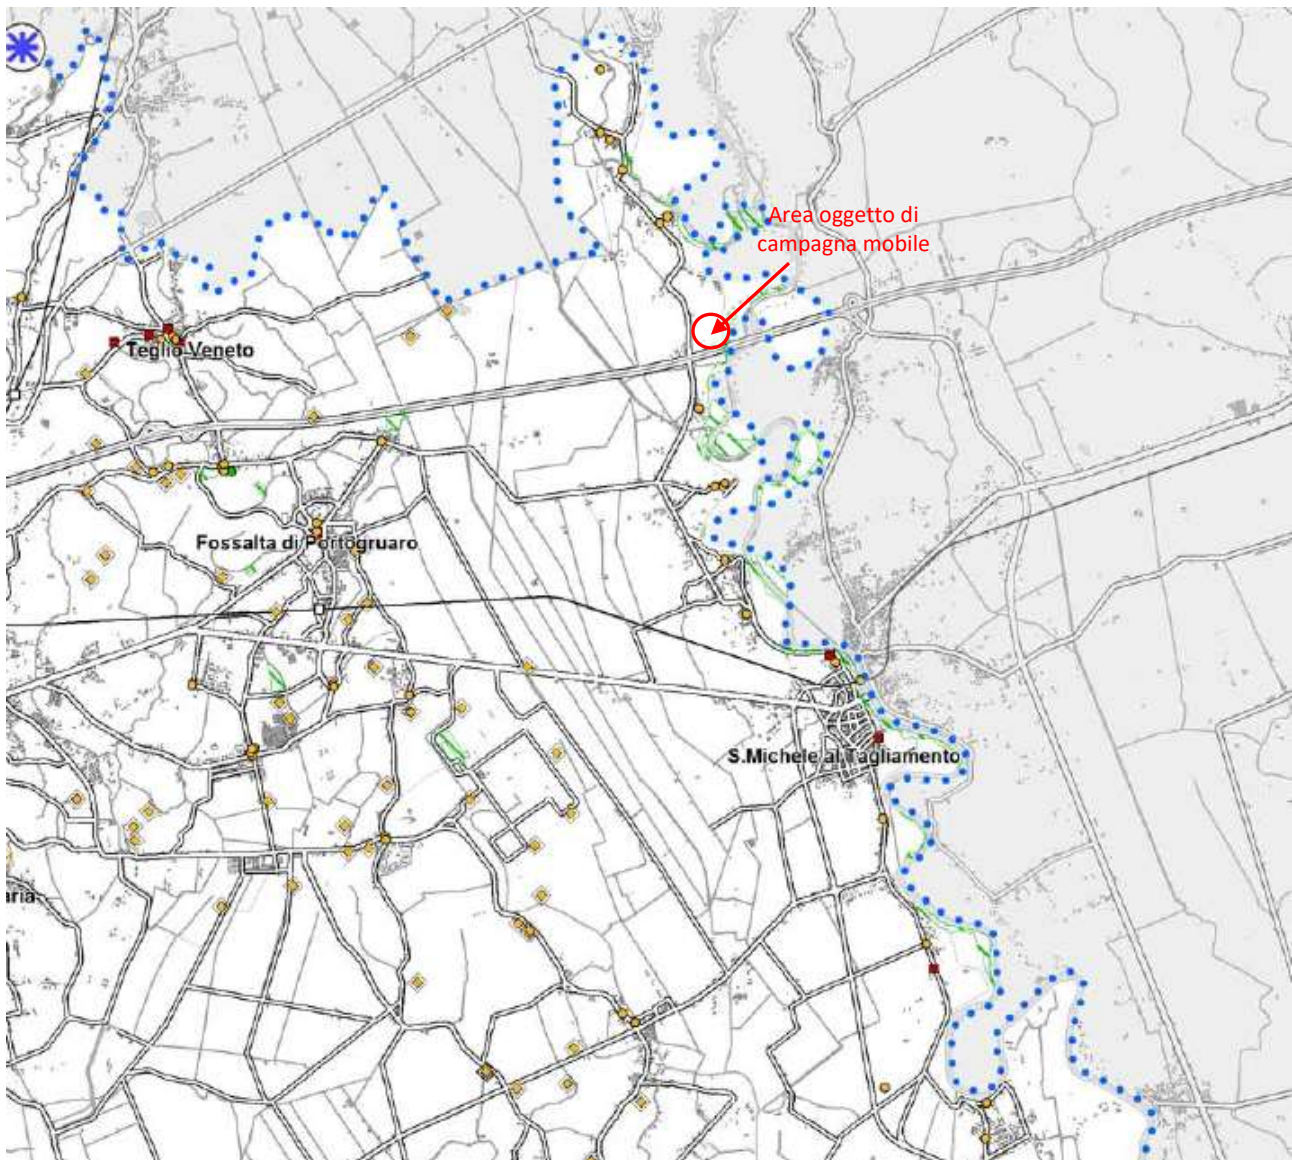 Area oggetto di
campagna mobile
Teglio Veneto
Fossalta di Portogruaro
S.Michele al Tagliamento
aria